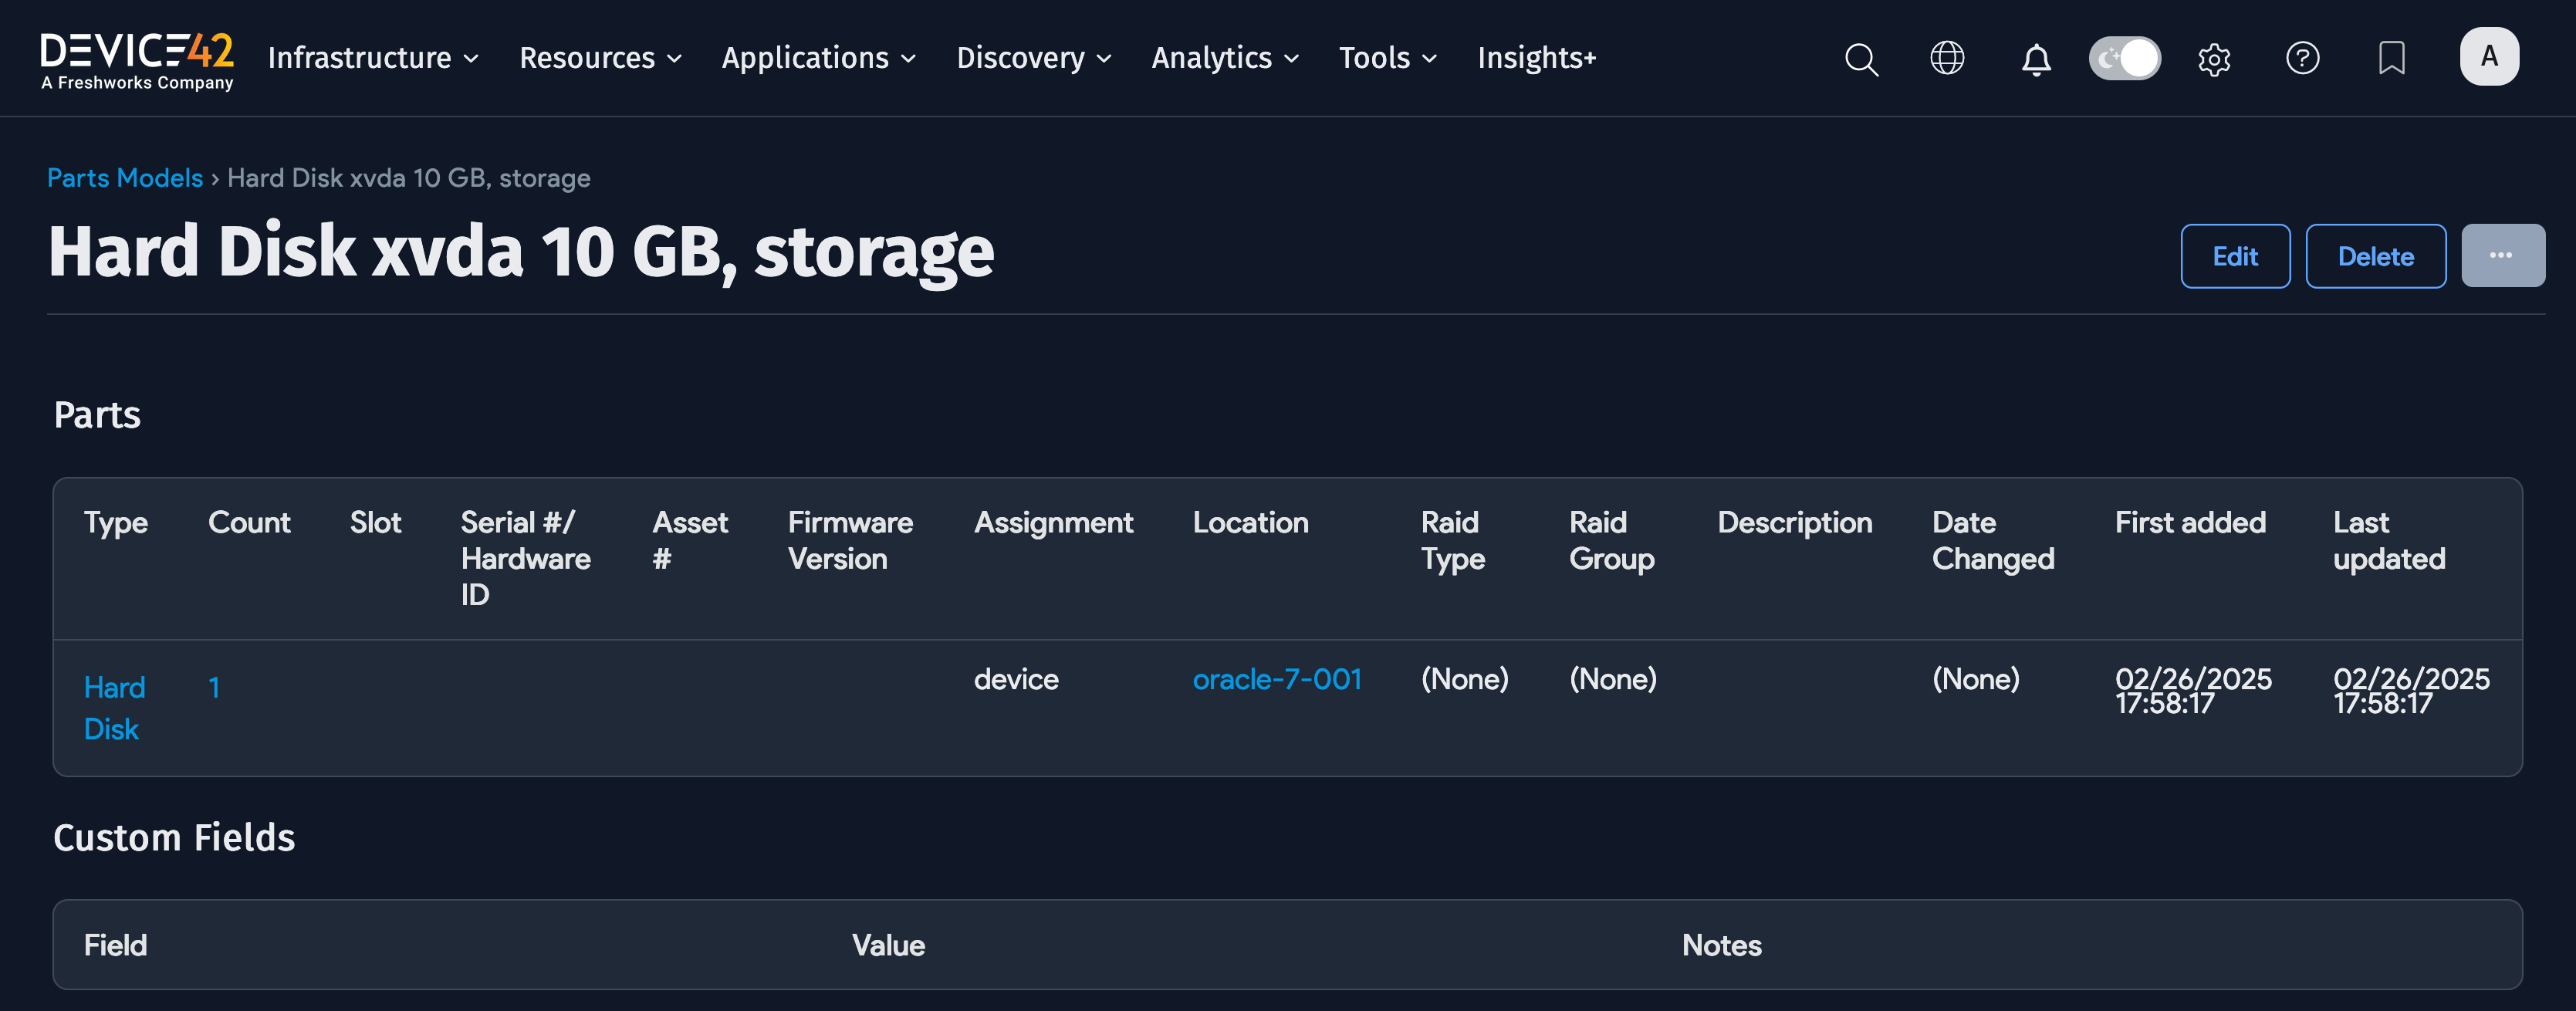 DEVICE42
A Freshworks Company
Infrastructure Resources Applications Discovery Analytics Tools Insights+
A
Parts Models › Hard Disk xvda 10 GB, storage
Hard Disk xvda 10 GB, storage
Edit Delete ...
Parts
Type Count Slot Serial #/ Asset Firmware Assignment Location Raid Raid Description Date First added Last
Hardware # Version Type Group Changed updated
ID
Hard 1 device oracle-7-001 (None) (None) (None) 02/26/2025 02/26/2025
Disk 17:58:17 17:58:17
Custom Fields
Field Value Notes